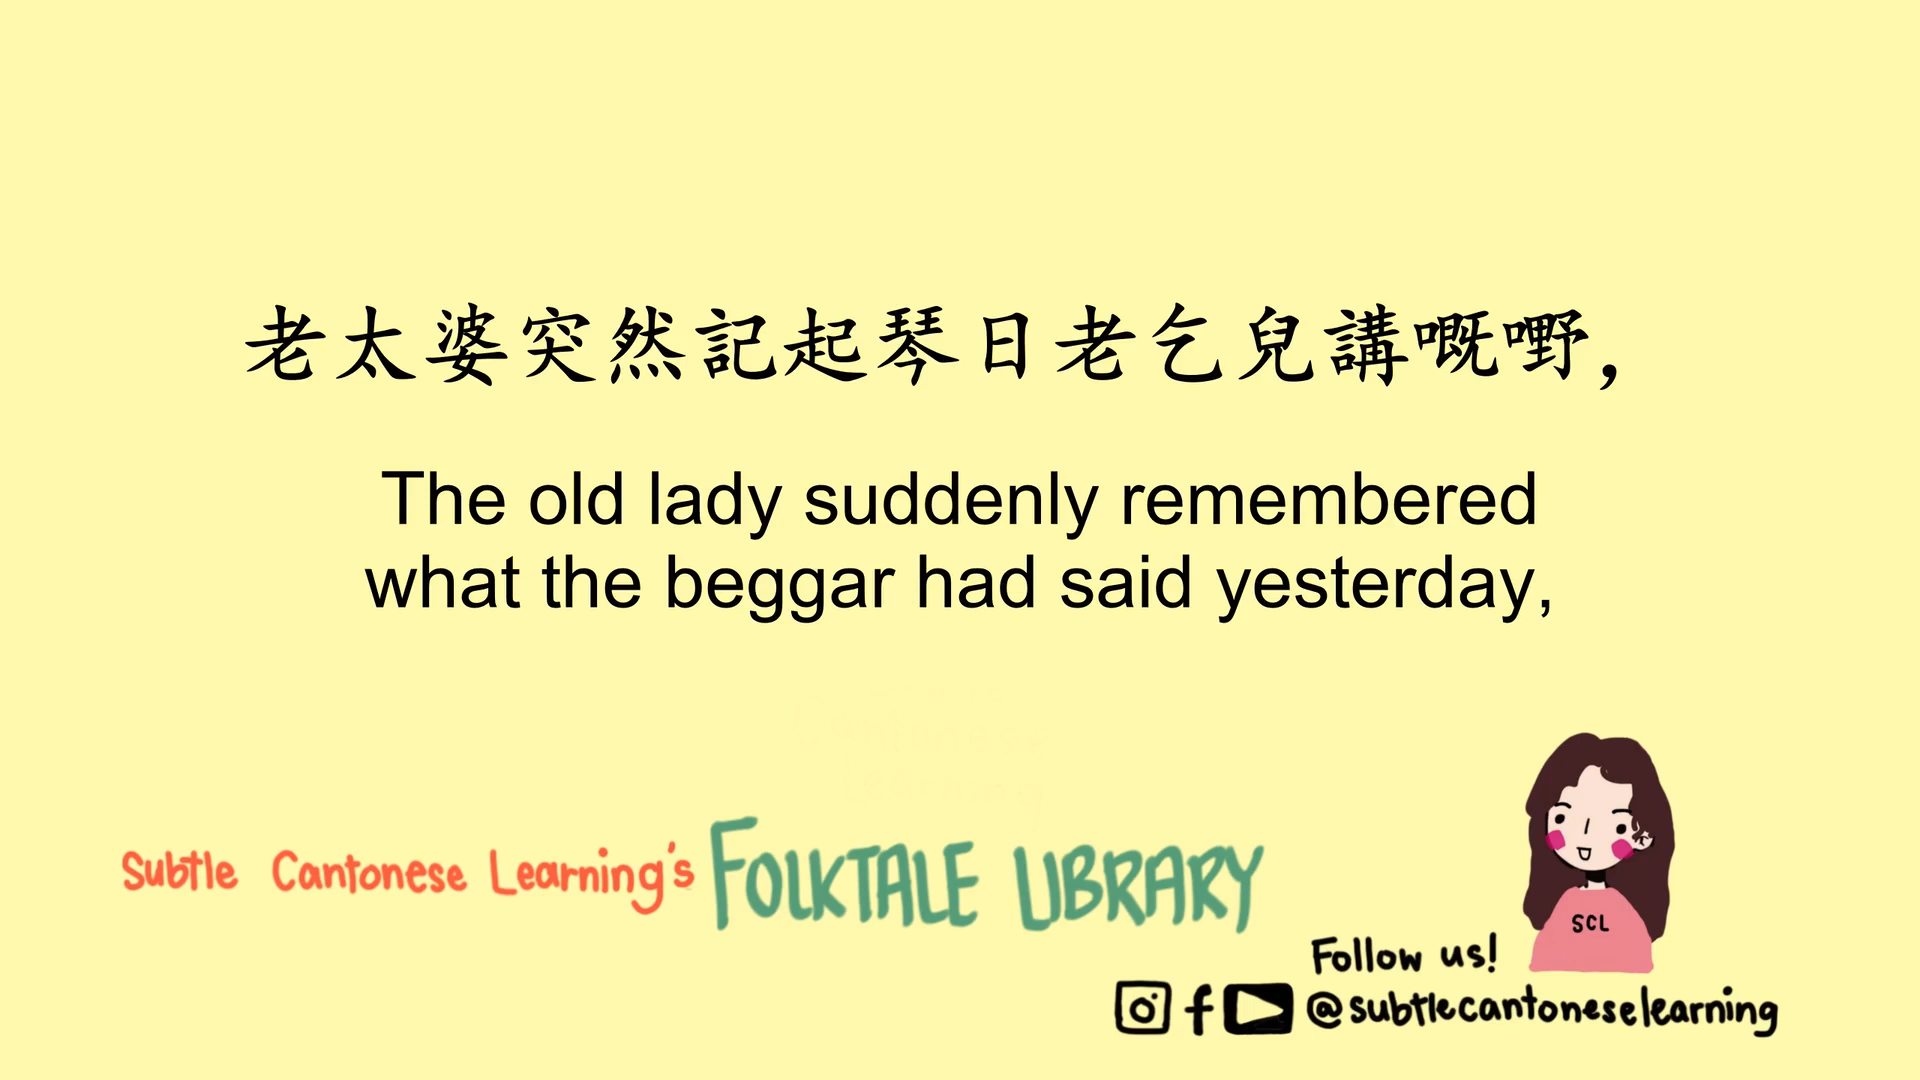 老太婆突然記起琴日老乞兒講嘅嘢,
The old lady suddenly remembered
what the beggar had said yesterday,
Subtle Cantonese Learning's FOLKTALE LIBRARY
SCL
Follow us!
@subtlecantoneselearning